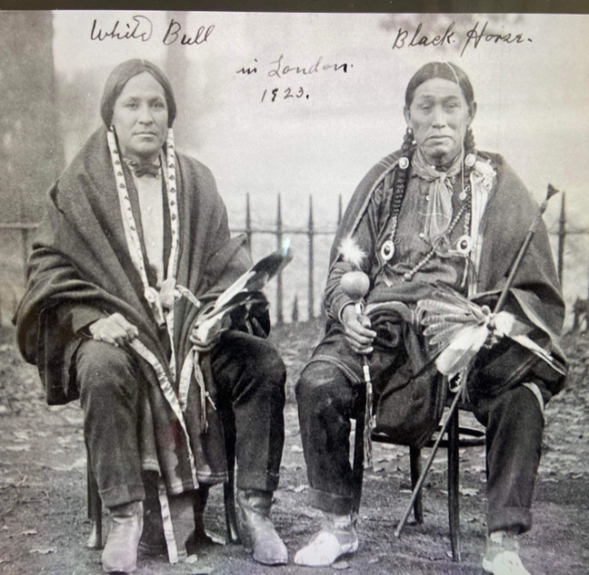 White Bull
Black Horse.
in London.
1923.